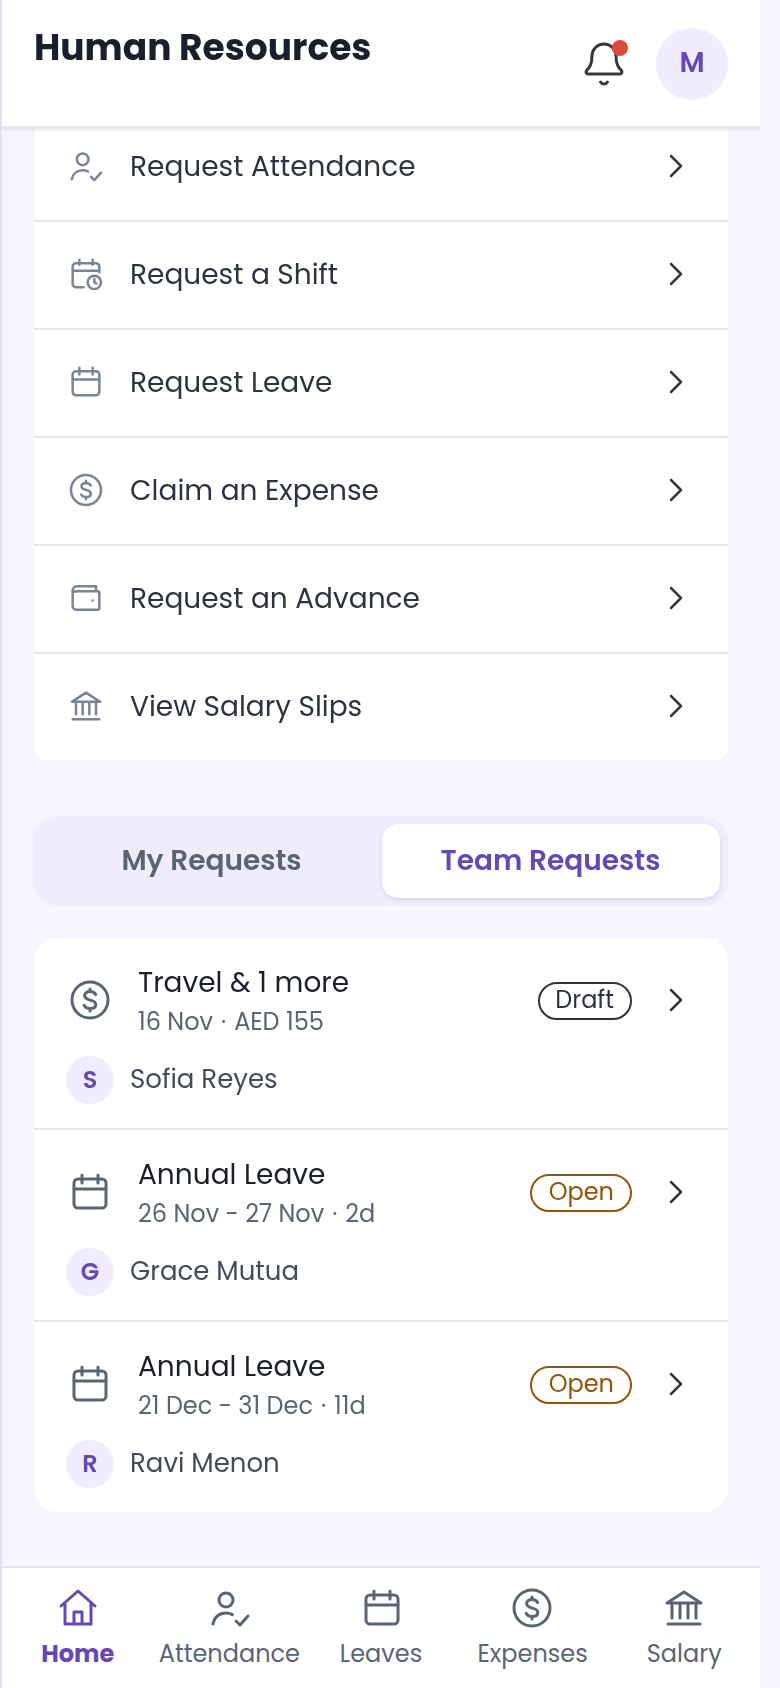 Human Resources
M
Request Attendance
Request a Shift
Request Leave
Claim an Expense
Request an Advance
View Salary Slips
My Requests
Team Requests
Travel & 1 more
16 Nov · AED 155
Draft
S
Sofia Reyes
Annual Leave
26 Nov - 27 Nov · 2d
Open
G
Grace Mutua
Annual Leave
21 Dec - 31 Dec · 11d
Open
R
Ravi Menon
Home
Attendance
Leaves
Expenses
Salary